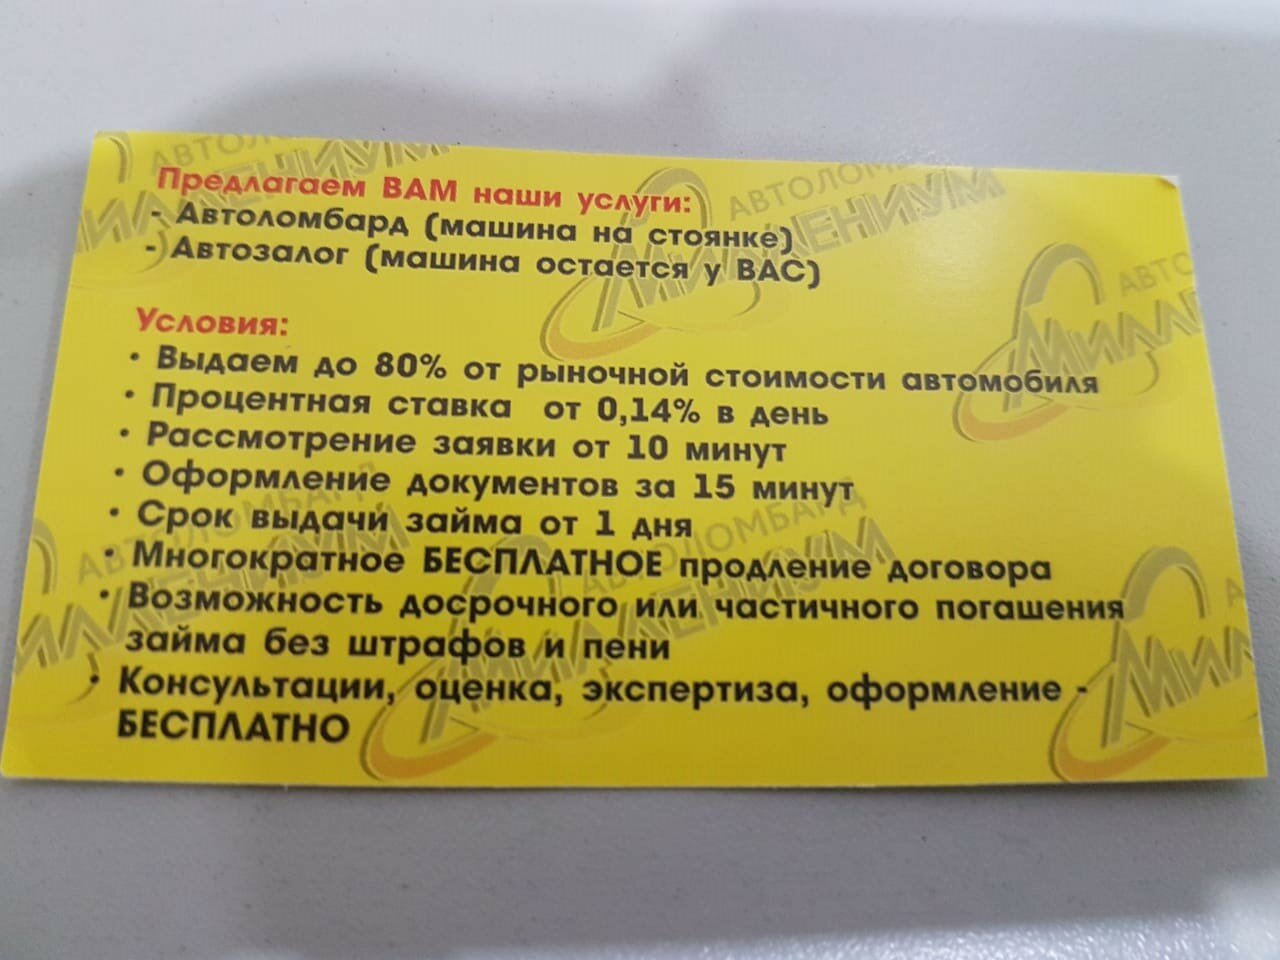 Предлагаем ВАМ наши услуги:
- Автоломбард (машина на стоянке)
- Автозалог (машина остается у ВАС)
Условия:
• Выдаем до 80% от рыночной стоимости автомобиля
• Процентная ставка от 0,14% в день
• Рассмотрение заявки от 10 минут
• Оформление документов за 15 минут
• Срок выдачи займа от 1 дня
• Многократное БЕСПЛАТНОЕ продление договора
• Возможность досрочного или частичного погашения
займа без штрафов и пени
• Консультации, оценка, экспертиза, оформление -
БЕСПЛАТНО
АВТОЛОМБАРД
МИЛЛЕНИУМ